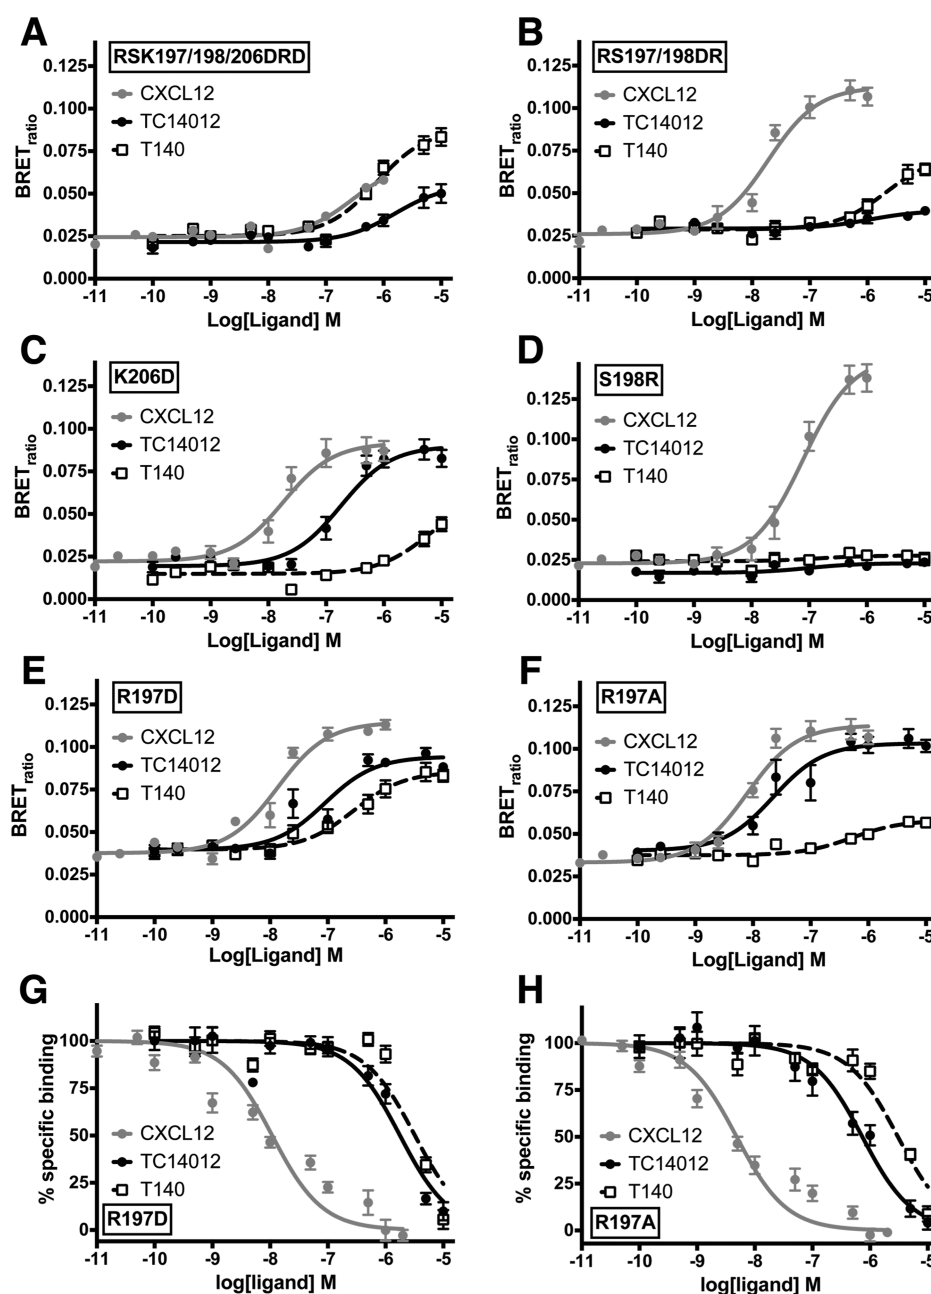 A
RSK197/198/206DRD
CXCL12
TC14012
T140
BRETratio
0.125
0.100
0.075
0.050
0.025
0.000
-11 -10 -9 -8 -7 -6 -5
Log[Ligand] M
B
RS197/198DR
CXCL12
TC14012
T140
BRETratio
0.125
0.100
0.075
0.050
0.025
0.000
-11 -10 -9 -8 -7 -6 -5
Log[Ligand] M
C
K206D
CXCL12
TC14012
T140
BRETratio
0.125
0.100
0.075
0.050
0.025
0.000
-11 -10 -9 -8 -7 -6 -5
Log[Ligand] M
D
S198R
CXCL12
TC14012
T140
BRETratio
0.125
0.100
0.075
0.050
0.025
0.000
-11 -10 -9 -8 -7 -6 -5
Log[Ligand] M
E
R197D
CXCL12
TC14012
T140
BRETratio
0.125
0.100
0.075
0.050
0.025
0.000
-11 -10 -9 -8 -7 -6 -5
Log[Ligand] M
F
R197A
CXCL12
TC14012
T140
BRETratio
0.125
0.100
0.075
0.050
0.025
0.000
-11 -10 -9 -8 -7 -6 -5
Log[Ligand] M
G
% specific binding
100
75
50
25
0
CXCL12
TC14012
T140
R197D
-11 -10 -9 -8 -7 -6 -5
log[ligand] M
H
% specific binding
100
75
50
25
0
CXCL12
TC14012
T140
R197A
-11 -10 -9 -8 -7 -6 -5
log[ligand] M